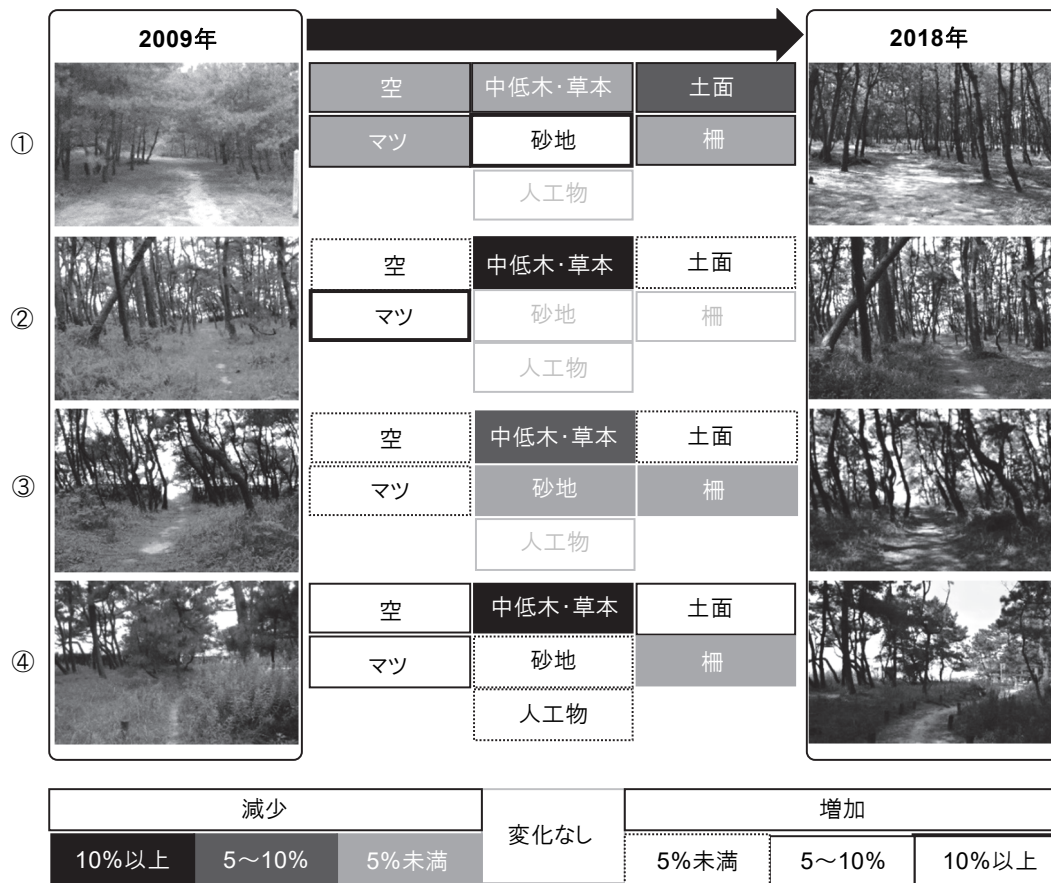 2009年
2018年
①
空 中低木・草本 土面
マツ 砂地 柵
人工物
②
空 中低木・草本 土面
マツ 砂地 柵
人工物
③
空 中低木・草本 土面
マツ 砂地 柵
人工物
④
空 中低木・草本 土面
マツ 砂地 柵
人工物
減少 変化なし 増加
10%以上 5〜10% 5%未満 5%未満 5〜10% 10%以上